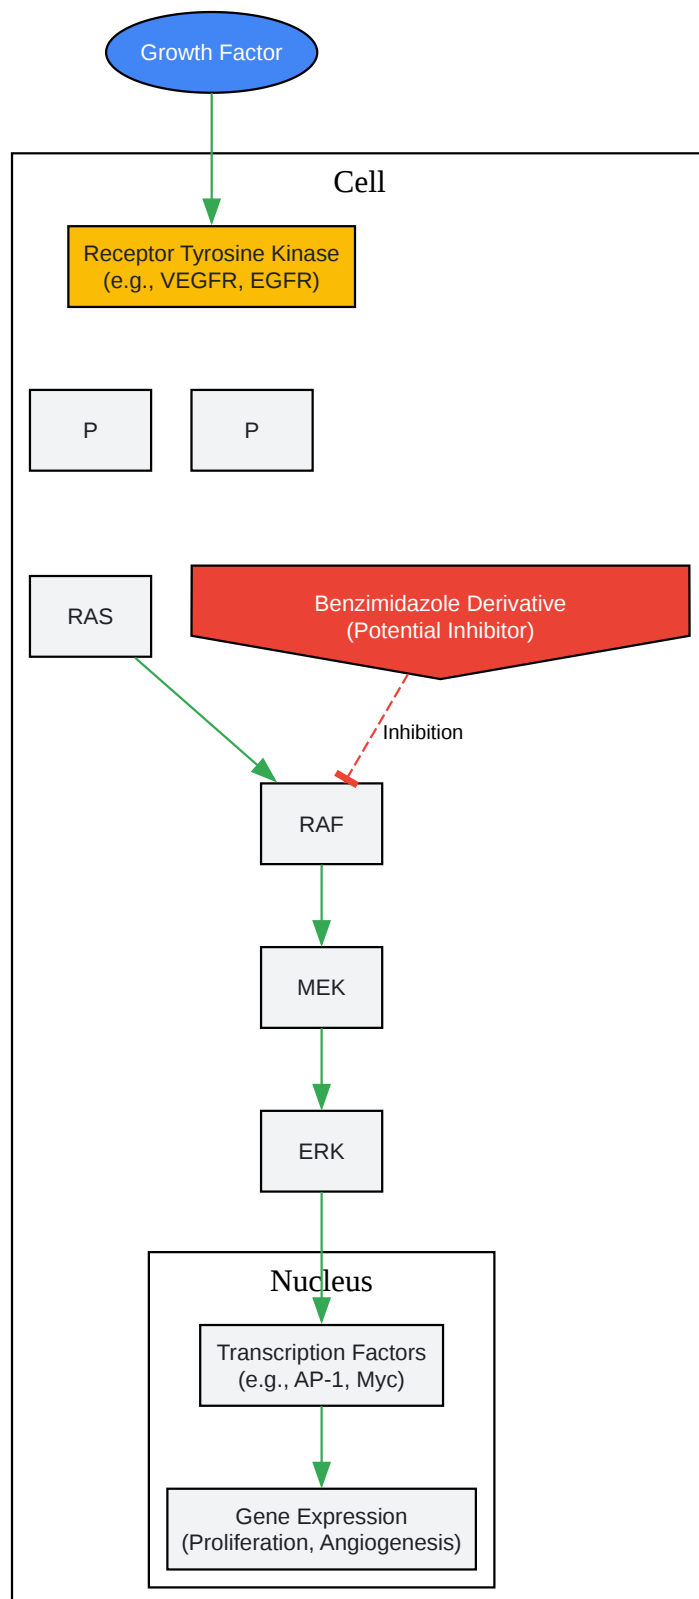 Growth Factor
Cell
Receptor Tyrosine Kinase
(e.g., VEGFR, EGFR)
P
P
RAS
Benzimidazole Derivative
(Potential Inhibitor)
Inhibition
RAF
MEK
ERK
Nucleus
Transcription Factors
(e.g., AP-1, Myc)
Gene Expression
(Proliferation, Angiogenesis)